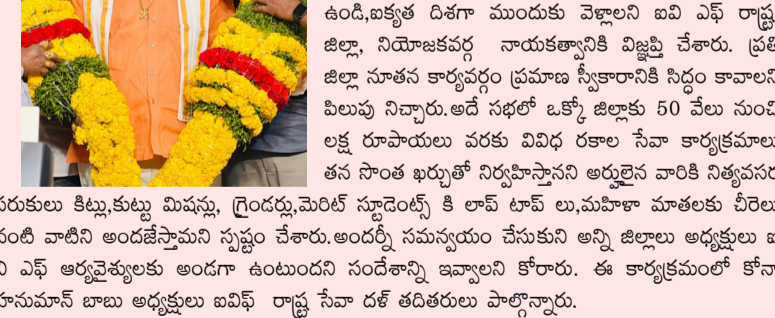 ఉండి,ఐక్యత దిశగా ముందుకు వెళ్లాలని ఐవి ఎఫ్ రాష్ట్ర
జిల్లా, నియోజకవర్గ నాయకత్వానికి విజ్ఞప్తి చేశారు. ప్రతి
జిల్లా నూతన కార్యవర్గం ప్రమాణ స్వీకారానికి సిద్ధం కావాలని
పిలుపు నిచ్చారు.అదే సభలో ఒక్కో జిల్లాకు 50 వేలు నుంచి
లక్ష రూపాయలు వరకు వివిధ రకాల సేవా కార్యక్రమాలు
తన సొంత ఖర్చుతో నిర్వహిస్తానని అర్హులైన వారికి నిత్యవసర
సరుకులు కిట్లు,కుట్టు మిషన్లు, గ్రైండర్లు,మెరిట్ స్టూడెంట్స్ కి లాప్ టాప్ లు,మహిళా మాతలకు చీరెలు
వంటి వాటిని అందజేస్తామని స్పష్టం చేశారు.అందర్నీ సమన్వయం చేసుకుని అన్ని జిల్లాలు అధ్యక్షులు ఐ
వి ఎఫ్ ఆర్యవైశ్యులకు అండగా ఉంటుందని సందేశాన్ని ఇవ్వాలని కోరారు. ఈ కార్యక్రమంలో కోనా
హనుమాన్ బాబు అధ్యక్షులు ఐవిఫ్ రాష్ట్ర సేవా దళ్ తదితరులు పాల్గొన్నారు.